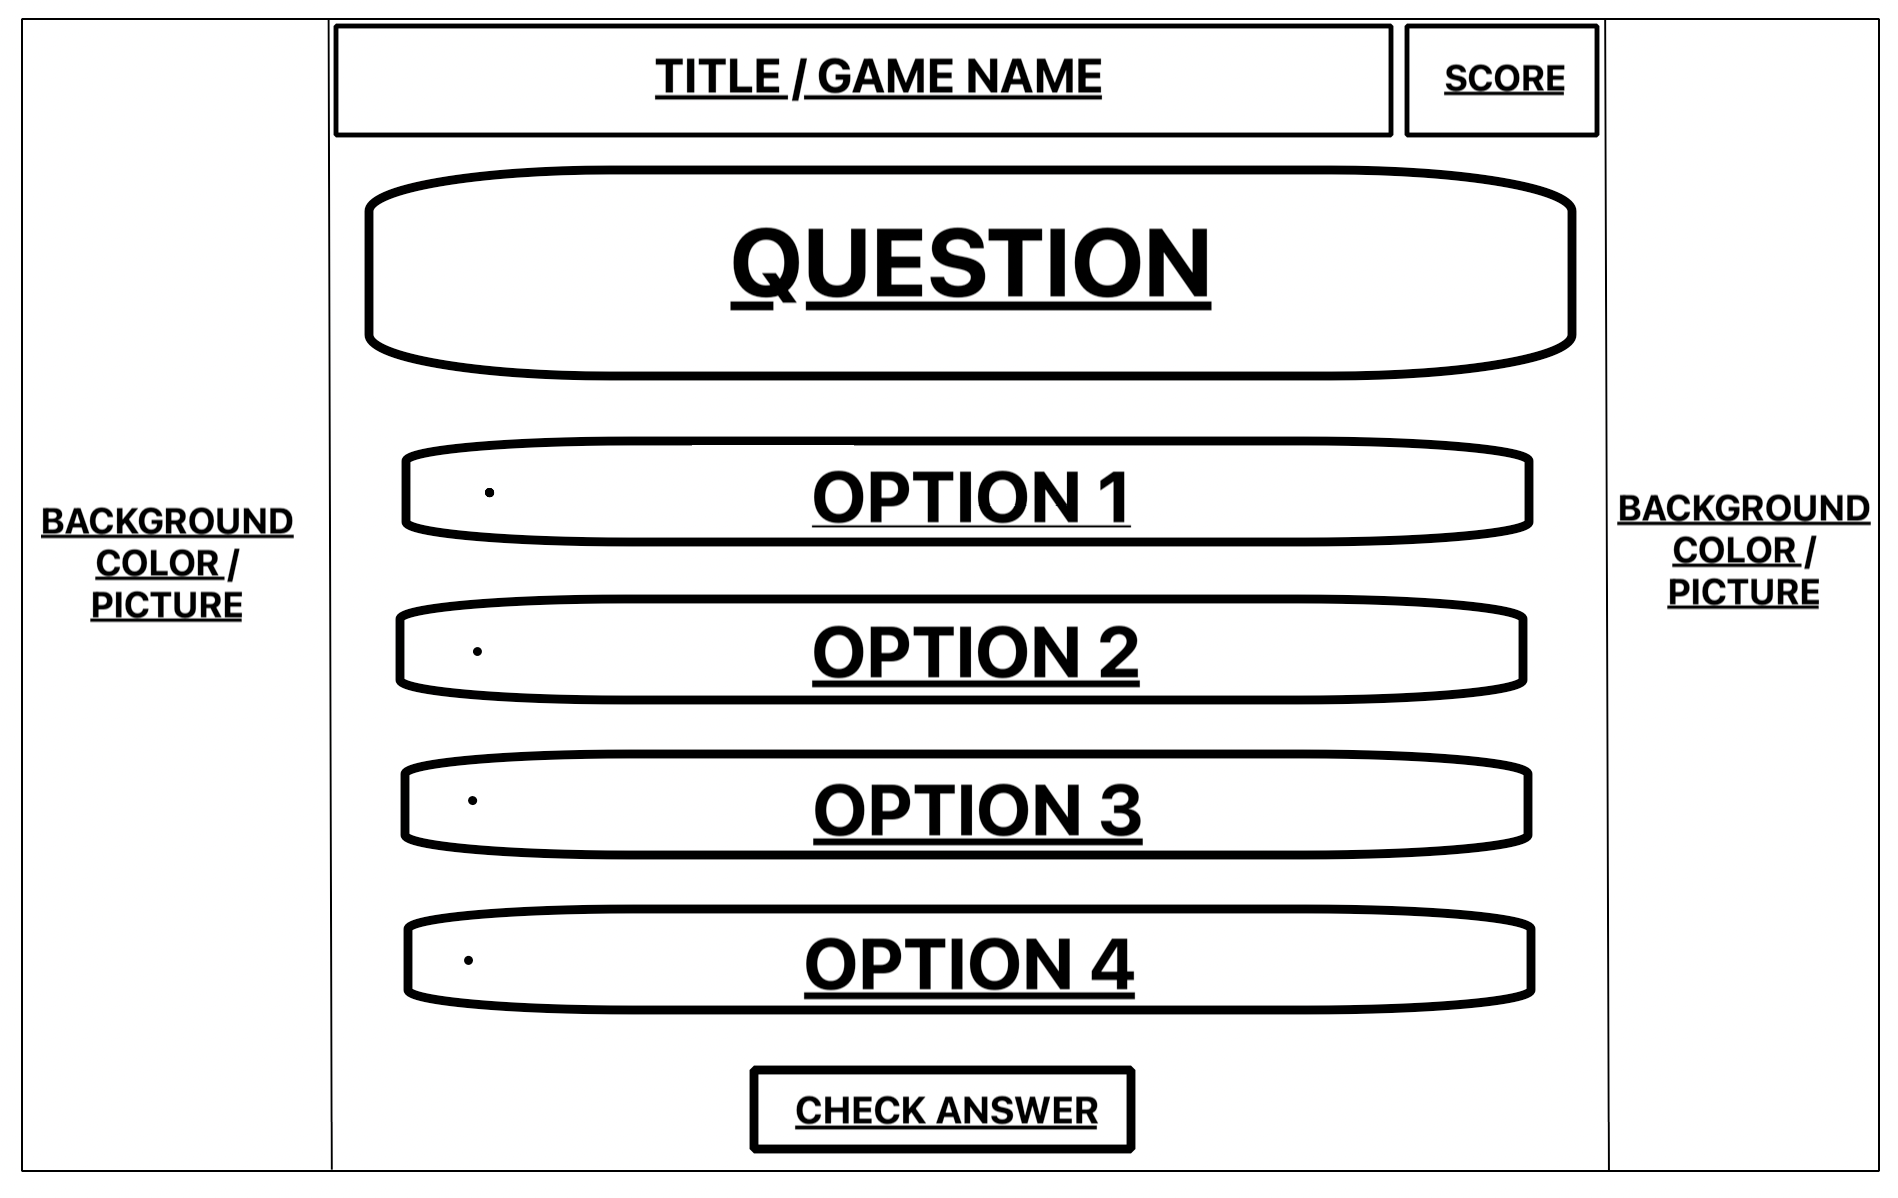 TITLE / GAME NAME
SCORE
QUESTION
OPTION 1
OPTION 2
OPTION 3
OPTION 4
CHECK ANSWER
BACKGROUND
COLOR /
PICTURE
BACKGROUND
COLOR /
PICTURE